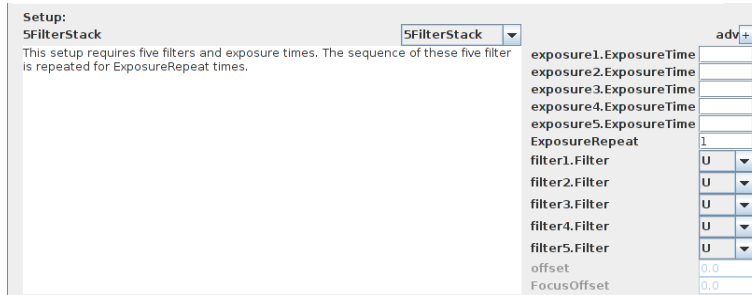 Setup:
5FilterStack 5FilterStack adv +
This setup requires five filters and exposure times. The sequence of these five filter
is repeated for ExposureRepeat times.
exposure1.ExposureTime
exposure2.ExposureTime
exposure3.ExposureTime
exposure4.ExposureTime
exposure5.ExposureTime
ExposureRepeat 1
filter1.Filter U
filter2.Filter U
filter3.Filter U
filter4.Filter U
filter5.Filter U
offset 0.0
FocusOffset 0.0